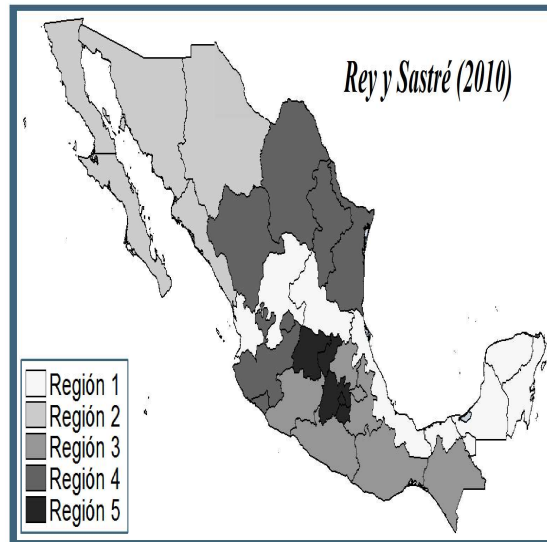 Rey y Sastré (2010)
Región 1
Región 2
Región 3
Región 4
Región 5